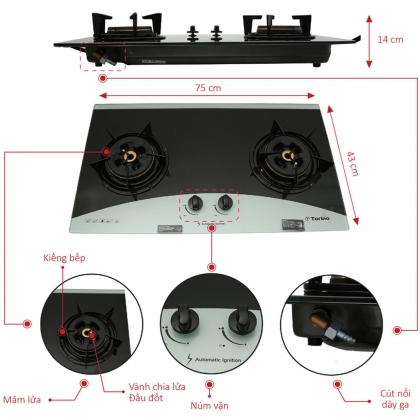 14 cm
75 cm
43 cm
Torino
Kiềng bếp
Automatic Ignition
Mâm lửa
Vành chia lửa
Đầu đốt
Núm vặn
Cút nối
dây ga